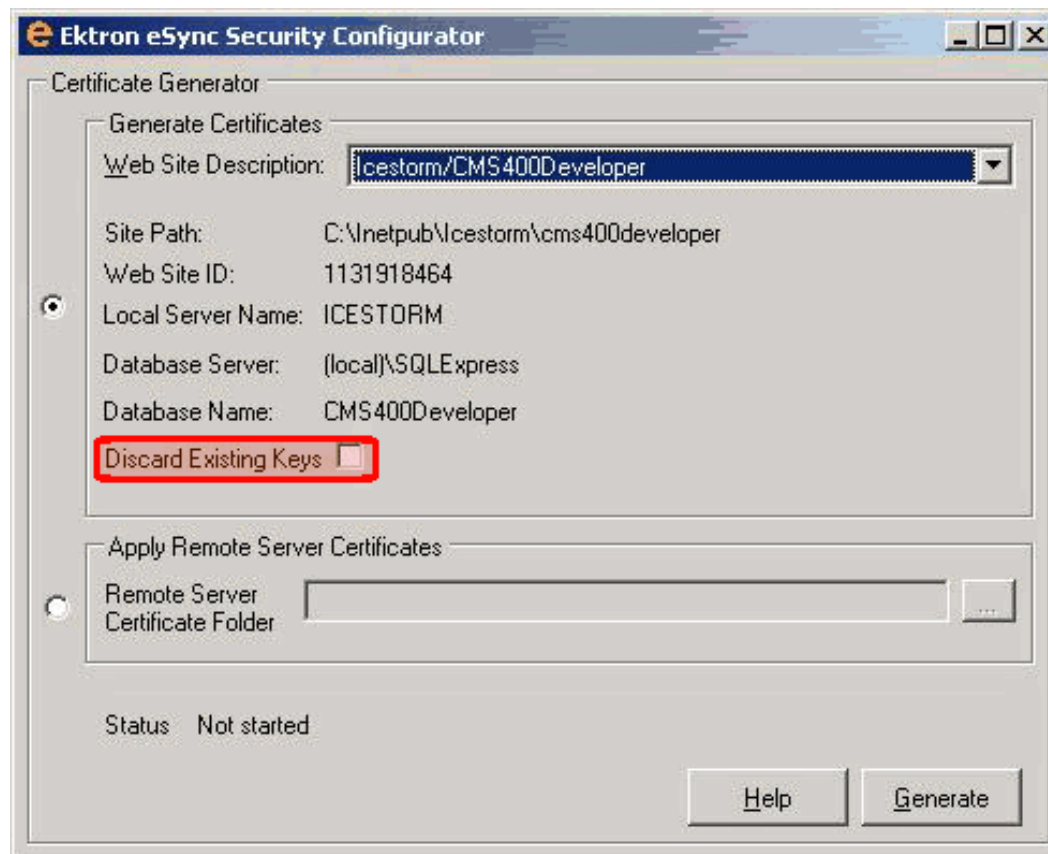 Ektron eSync Security Configurator
Certificate Generator
Generate Certificates
Web Site Description: Icestorm/CMS400Developer
Site Path: C:\Inetpub\Icestorm\cms400developer
Web Site ID: 1131918464
Local Server Name: ICESTORM
Database Server: (local)\SQLExpress
Database Name: CMS400Developer
Discard Existing Keys
Apply Remote Server Certificates
Remote Server
Certificate Folder
...
Status Not started
Help Generate